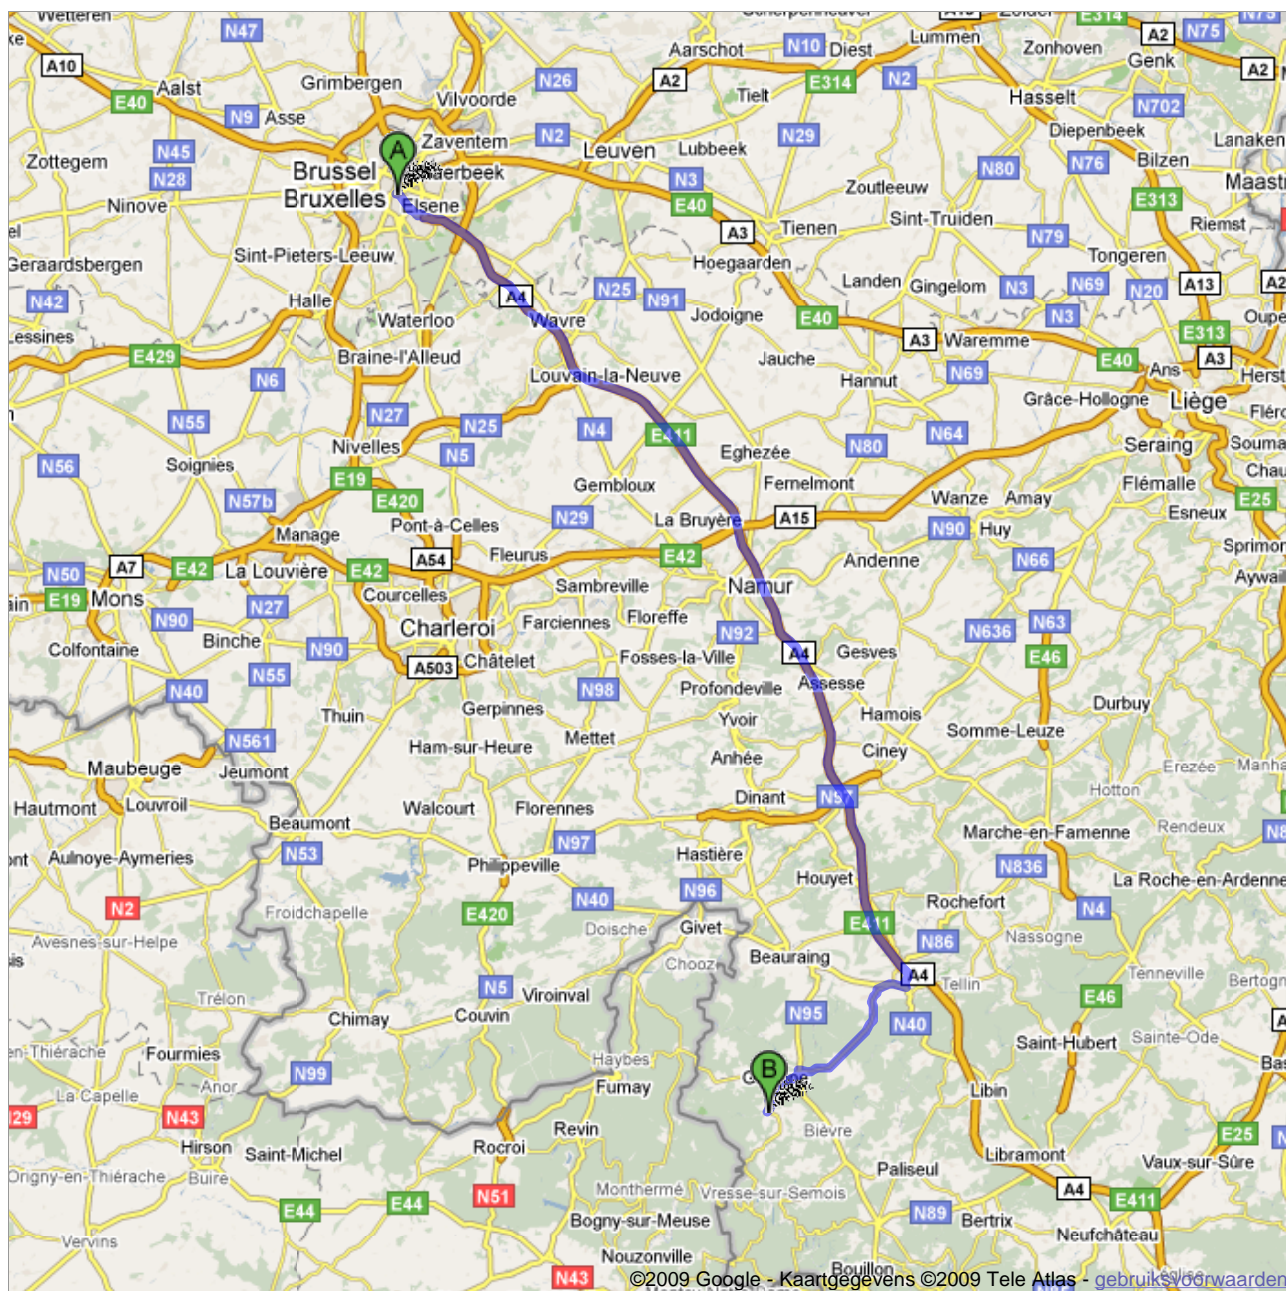 Wetteren
N47
Scherpenheuvel
A13
Zolder
E314
N75
N75
A10
Aalst
E40
N9
Asse
Grimbergen
Vilvoorde
N26
Aarschot
A2
N10
Diest
Lummen
E314
N2
Zonhoven
A2
Genk
A2
Tielt
Hasselt
N702
Zottegem
N45
N28
Ninove
A
Zaventem
Brussel
Bruxelles
Elsene
N2
Leuven
Lubbeek
N29
N3
E40
Diepenbeek
N76
N80
Bilzen
Lanaken
Zoutleeuw
E313
Sint-Truiden
Riemst
A3
Tienen
N79
Tongeren
Geraardsbergen
Sint-Pieters-Leeuw
Hoegaarden
Landen
Gingelom
N3
N69
N20
A13
N42
Halle
A4
N25
N91
Jodoigne
E40
N3
E313
Waterloo
Wavre
A3
Waremme
A3
E429
Braine-l'Alleud
Jauche
E40
Ans
N6
Louvain-la-Neuve
Hannut
N69
Grâce-Hollogne
Liège
N55
N27
N25
N4
E411
N80
N64
Seraing
Nivelles
N5
Eghezée
N56
Soignies
E19
E420
Gembloux
Fernelmont
Flémalle
N57b
Wanze
Amay
E25
Esneux
Manage
Pont-à-Celles
N29
La Bruyère
A15
N90
Huy
A7
E42
A54
Fleurus
E42
Andenne
N66
N50
La Louvière
E42
Courcelles
Sambreville
Namur
E19
Mons
N27
N90
Charleroi
Farciennes
Floreffe
N92
N636
N63
Colfontaine
Binche
N90
A503
Châtelet
Fosses-la-Ville
A4
Gesves
E46
N40
N55
N98
Profondeville
Assesse
Thuin
Gerpinnes
Yvoir
Hamois
Durbuy
N561
Ham-sur-Heure
Mettet
Anhée
Ciney
Somme-Leuze
Maubeuge
Jeumont
Erezée
Hautmont
Louvroil
Walcourt
Florennes
Dinant
N97
Hotton
Beaumont
Marche-en-Famenne
Rendeux
Aulnoye-Aymeries
N53
N97
Hastière
N836
Philippeville
Houyet
La Roche-en-Ardenne
N2
Froidchapelle
E420
N40
N96
Rochefort
N4
Doische
Givet
E411
N86
Nassogne
Avesnes-sur-Helpe
Beauraing
Chooz
A4
Tellin
Tenneville
Trélon
N5
Viroinval
N95
E46
Chimay
Couvin
N40
Sainte-Ode
Fourmies
Haybes
B
Saint-Hubert
Anor
N99
Fumay
La Capelle
Libin
N43
Revin
Bièvre
E25
Hirson
Saint-Michel
Rocroi
Paliseul
Libramont
Vaux-sur-Sûre
Origny-en-Thiérache
Buire
N51
Monthermé
Vresse-sur-Semois
A4
E411
E44
E44
Bogny-sur-Meuse
N89
Bertrix
Neufchâteau
Vervins
Nouzonville
Bouillon
N43
©2009 Google - Kaartgegevens ©2009 Tele Atlas - gebruiksvoorwaarden